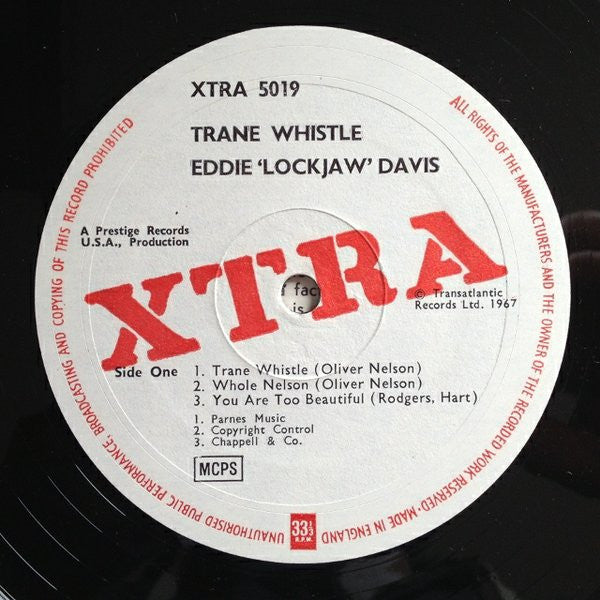 XTRA 5019
TRANE WHISTLE
EDDIE 'LOCKJAW' DAVIS
A Prestige Records
U.S.A., Production
XTRA
fact
is
© Transatlantic
Records Ltd. 1967
Side One
1. Trane Whistle (Oliver Nelson)
2. Whole Nelson (Oliver Nelson)
3. You Are Too Beautiful (Rodgers, Hart)
1. Parnes Music
2. Copyright Control
3. Chappell & Co.
MCPS
33⅓
R.P.M.
ALL RIGHTS OF THE MANUFACTURERS AND THE OWNER OF THE RECORDED WORK RESERVED-MADE IN ENGLAND
UNAUTHORISED PUBLIC PERFORMANCE, BROADCASTING AND COPYING OF THIS RECORD PROHIBITED